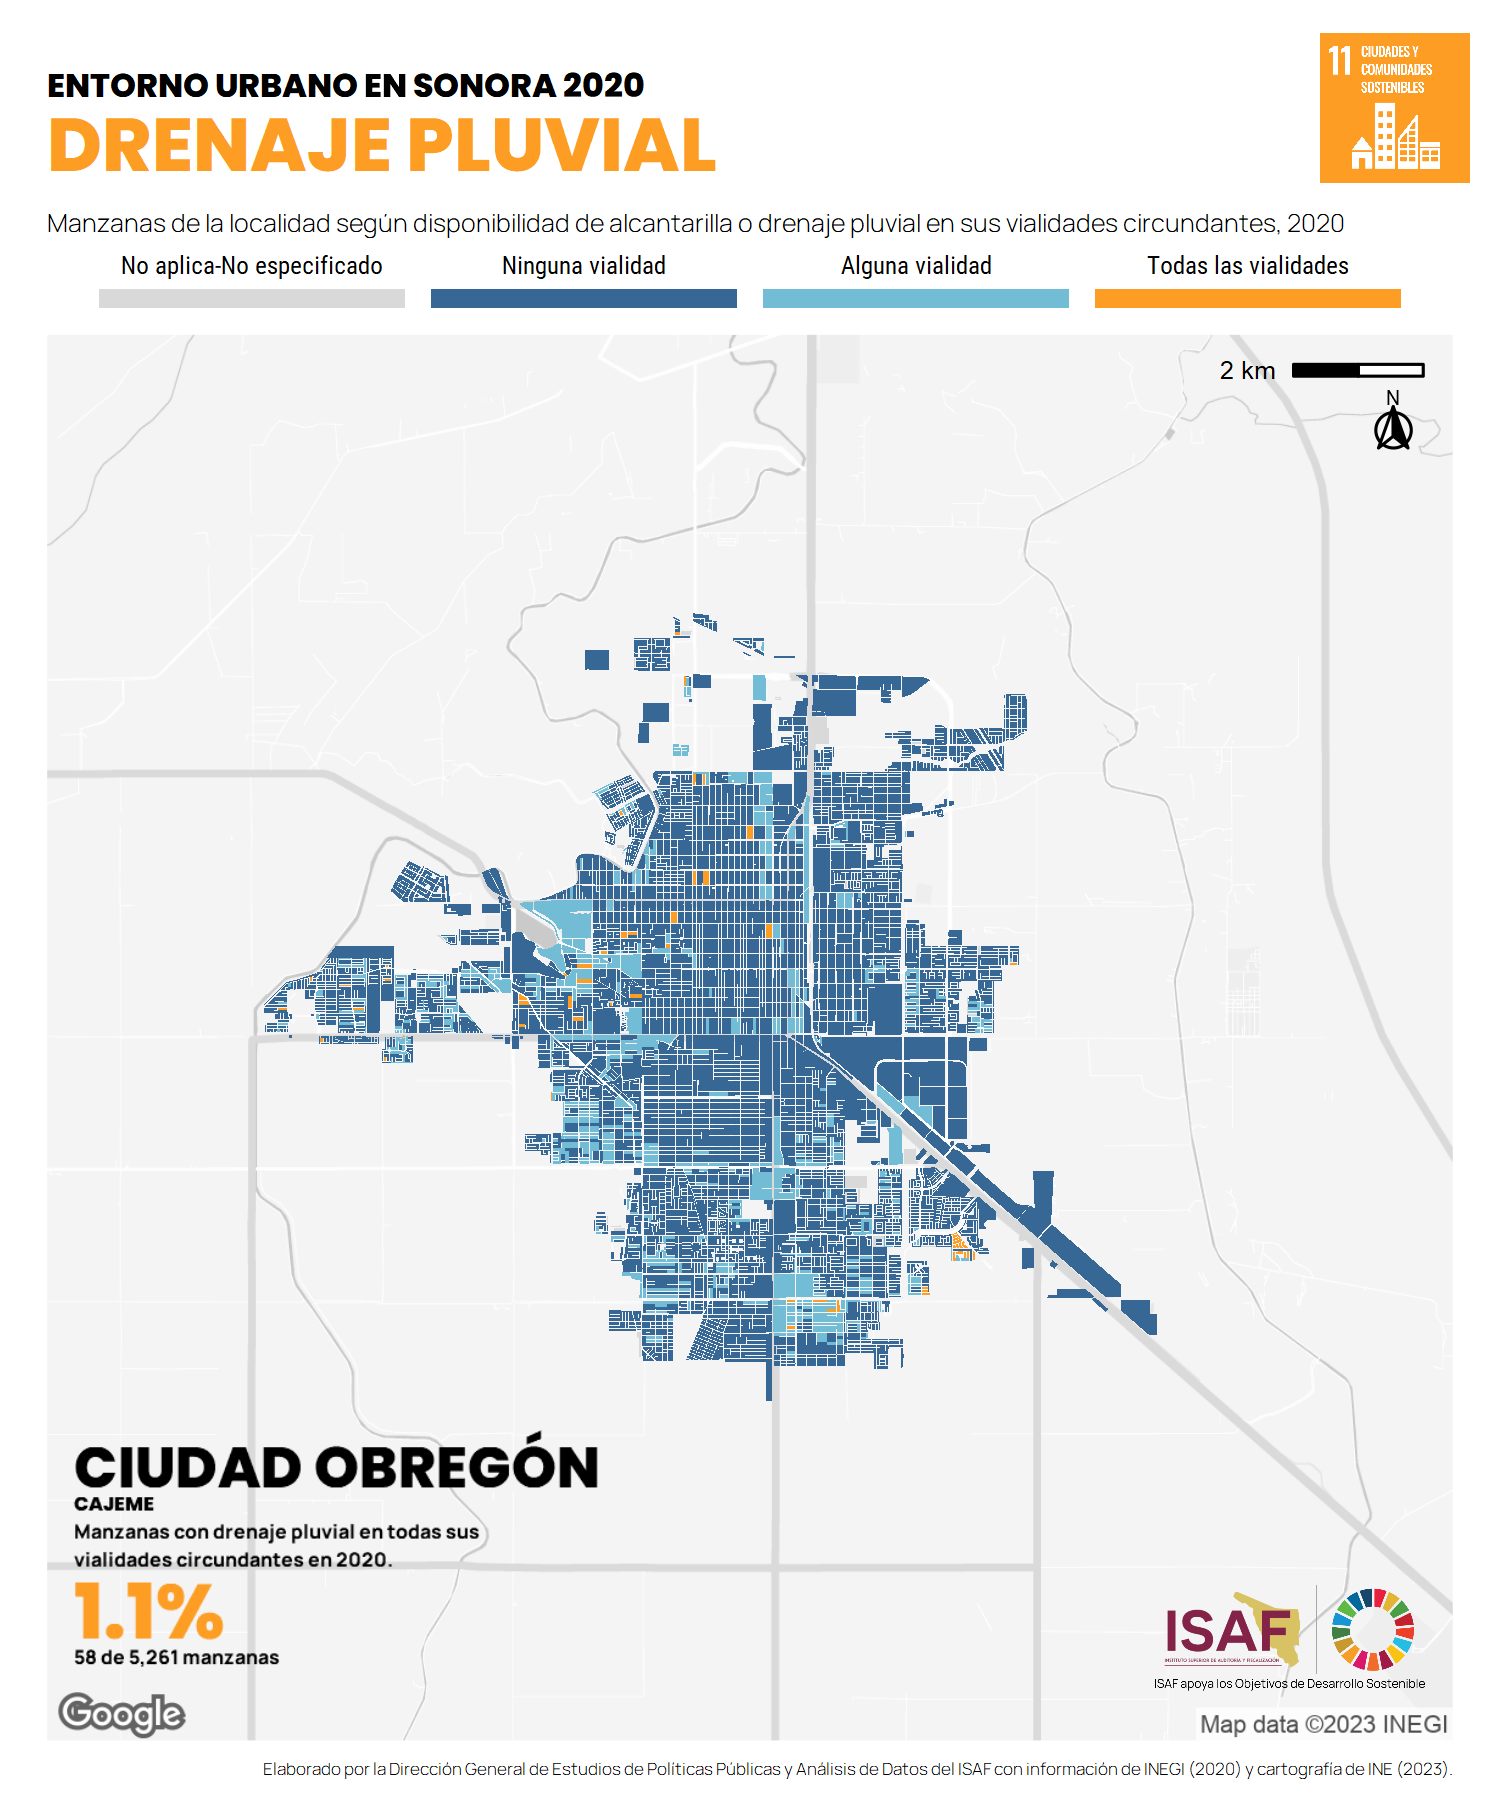 ENTORNO URBANO EN SONORA 2020
DRENAJE PLUVIAL
11 CIUDADES Y
COMUNIDADES
SOSTENIBLES
Manzanas de la localidad según disponibilidad de alcantarilla o drenaje pluvial en sus vialidades circundantes, 2020
No aplica-No especificado
Ninguna vialidad
Alguna vialidad
Todas las vialidades
2 km
N
CIUDAD OBREGÓN
CAJEME
Manzanas con drenaje pluvial en todas sus
vialidades circundantes en 2020.
1.1%
58 de 5,261 manzanas
ISAF
INSTITUTO SUPERIOR DE AUDITORÍA Y FISCALIZACIÓN
ISAF apoya los Objetivos de Desarrollo Sostenible
Google
Map data ©2023 INEGI
Elaborado por la Dirección General de Estudios de Políticas Públicas y Análisis de Datos del ISAF con información de INEGI (2020) y cartografía de INE (2023).